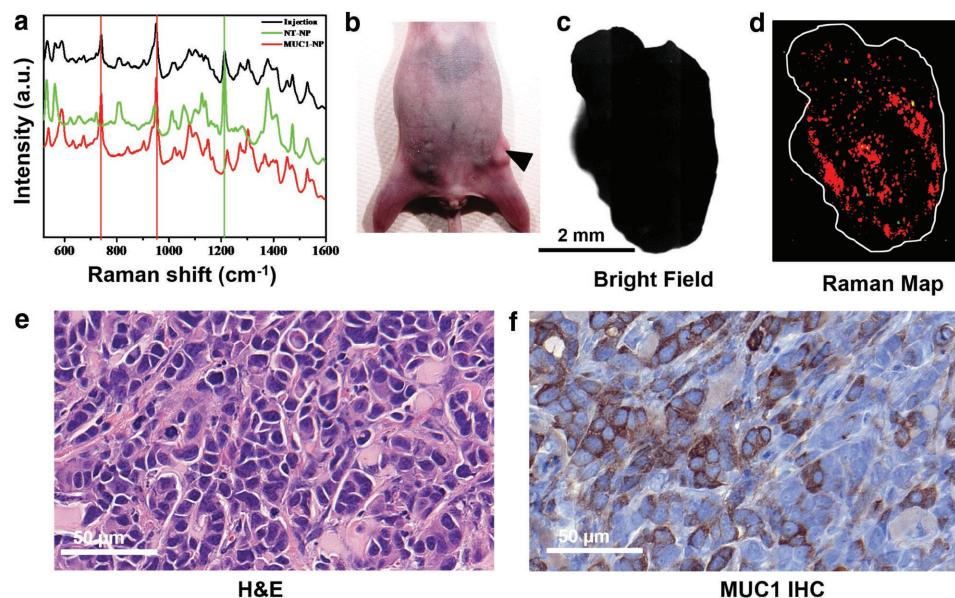 a
Injection
NT-NP
MUC1-NP
Intensity (a.u.)
600 800 1000 1200 1400 1600
Raman shift (cm⁻¹)
b
c
2 mm
Bright Field
d
Raman Map
e
50 µm
H&E
f
50 µm
MUC1 IHC